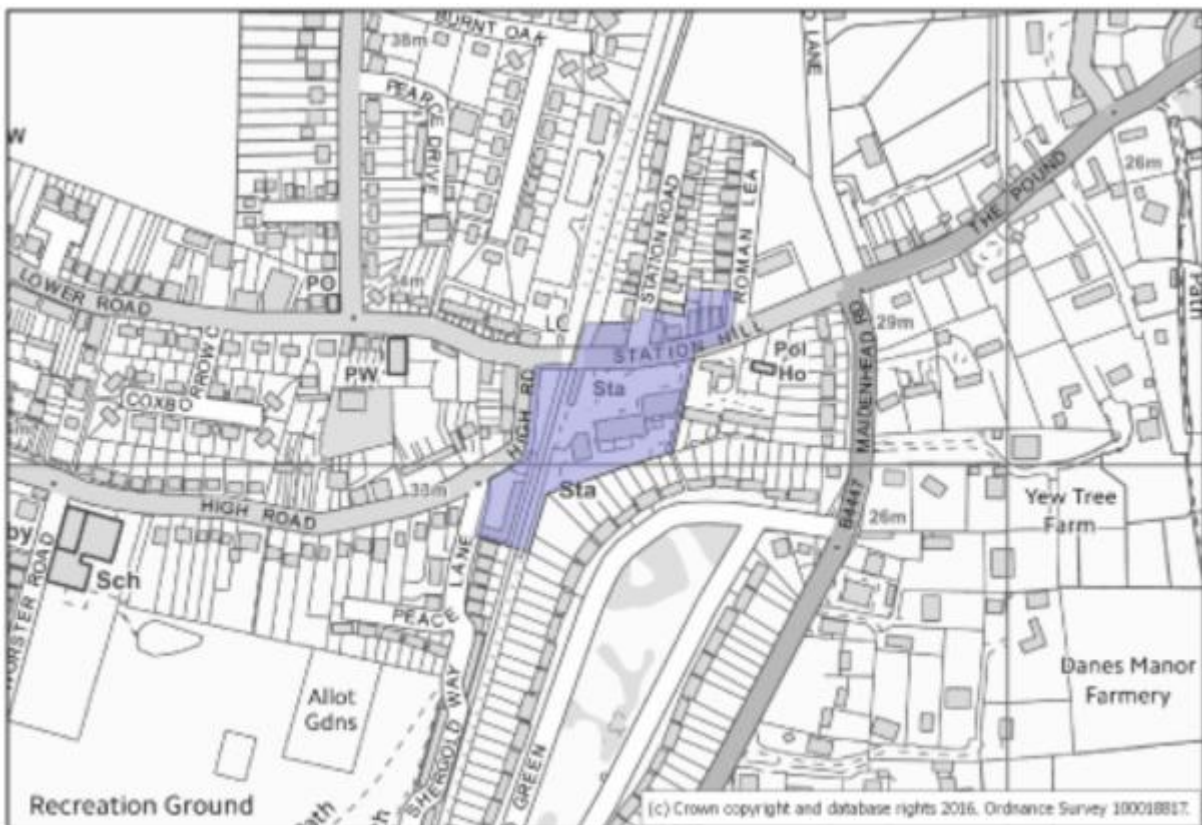 BURNT OAK
38m
PEARCE DRIVE
LANE
W
STATION ROAD
ROMAN LEA
THE POUND
26m
LOWER ROAD
PO
LC
STATION HILL
29m
PW
HIGH RD
Sta
Pol
Ho
MAIDENHEAD RD
COXBO
HIGH ROAD
38m
Sta
B4447
26m
Yew Tree
Farm
Sch
LANE
PEACE
Allot
Gdns
SHERGOLD WAY
GREEN
Danes Manor
Farmery
Recreation Ground
(c) Crown copyright and database rights 2016. Ordnance Survey 100018817.